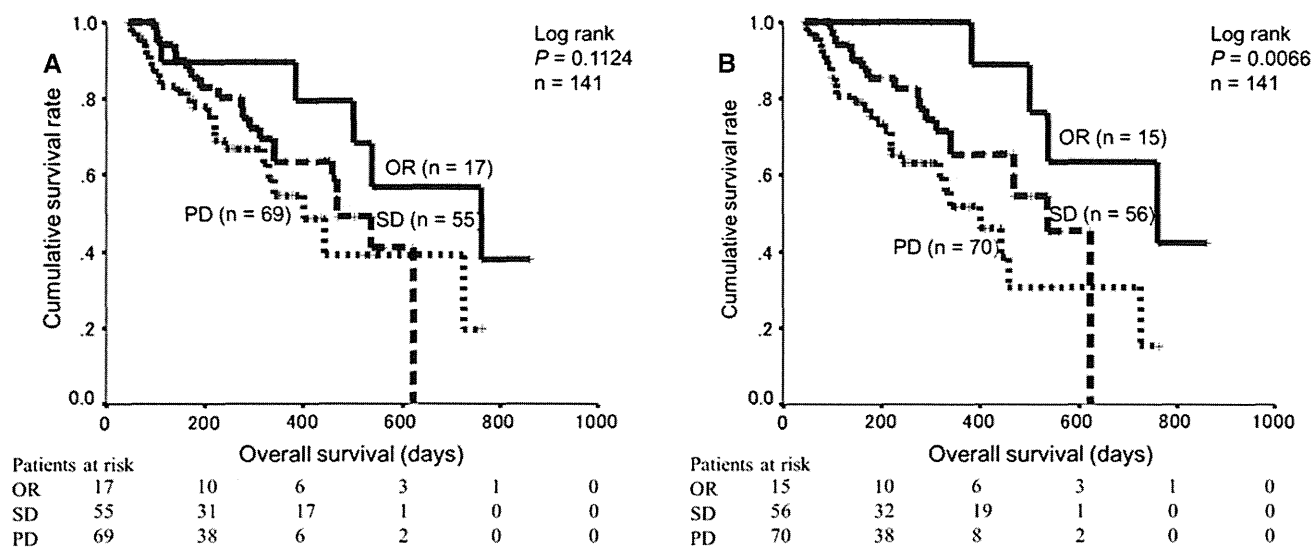 A
Log rank
P = 0.1124
n = 141
Cumulative survival rate
1.0
.8
.6
.4
.2
0.0
OR (n = 17)
PD (n = 69)
SD (n = 55)
0 200 400 600 800 1000
Overall survival (days)
Patients at risk
OR 17 10 6 3 1 0
SD 55 31 17 1 0 0
PD 69 38 6 2 0 0
B
Log rank
P = 0.0066
n = 141
Cumulative survival rate
1.0
.8
.6
.4
.2
0.0
OR (n = 15)
SD (n = 56)
PD (n = 70)
0 200 400 600 800 1000
Overall survival (days)
Patients at risk
OR 15 10 6 3 1 0
SD 56 32 19 1 0 0
PD 70 38 8 2 0 0